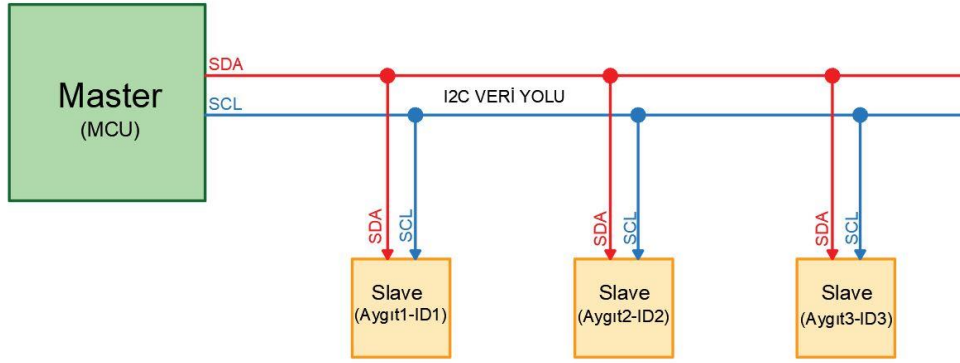 Master
(MCU)
SDA
SCL
I2C VERİ YOLU
SDA
SCL
SDA
SCL
SDA
SCL
Slave
(Aygıt1-ID1)
Slave
(Aygıt2-ID2)
Slave
(Aygıt3-ID3)